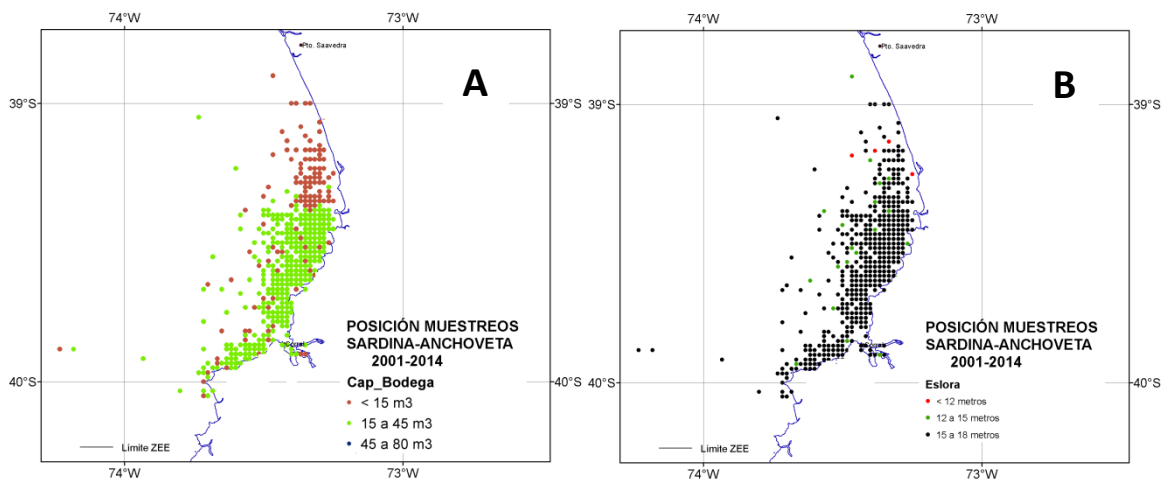 74°W
73°W
Pto. Saavedra
A
39°S
POSICIÓN MUESTREOS
SARDINA-ANCHOVETA
2001-2014
Cap_Bodega
< 15 m3
15 a 45 m3
45 a 80 m3
40°S
Límite ZEE
74°W
73°W
74°W
73°W
Pto. Saavedra
B
39°S
39°S
POSICIÓN MUESTREOS
SARDINA-ANCHOVETA
2001-2014
Eslora
< 12 metros
12 a 15 metros
15 a 18 metros
40°S
40°S
Límite ZEE
74°W
73°W